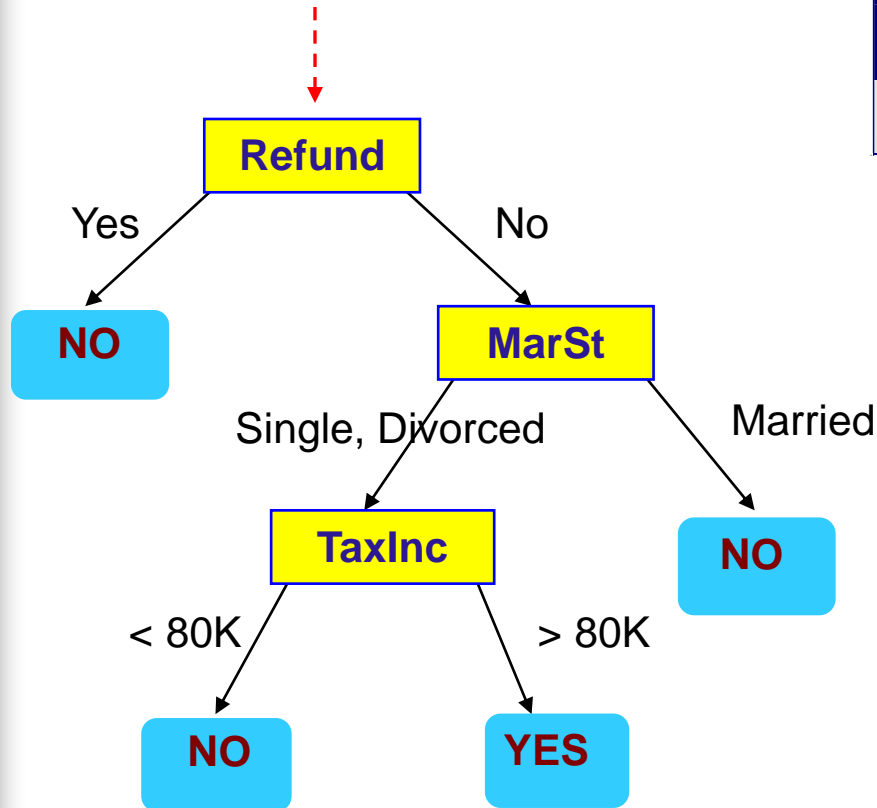 Refund
Yes
No
NO
MarSt
Single, Divorced
Married
TaxInc
NO
< 80K
> 80K
NO
YES